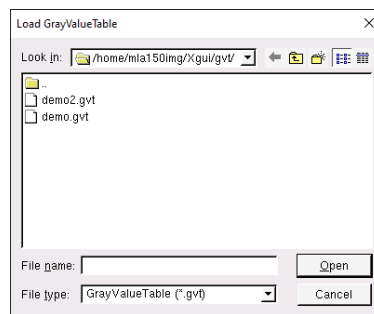 Load GrayValueTable
Look in: /home/mla150img/Xgui/gvt/
..
demo2.gvt
demo.gvt
File name:
Open
File type: GrayValueTable (*.gvt)
Cancel